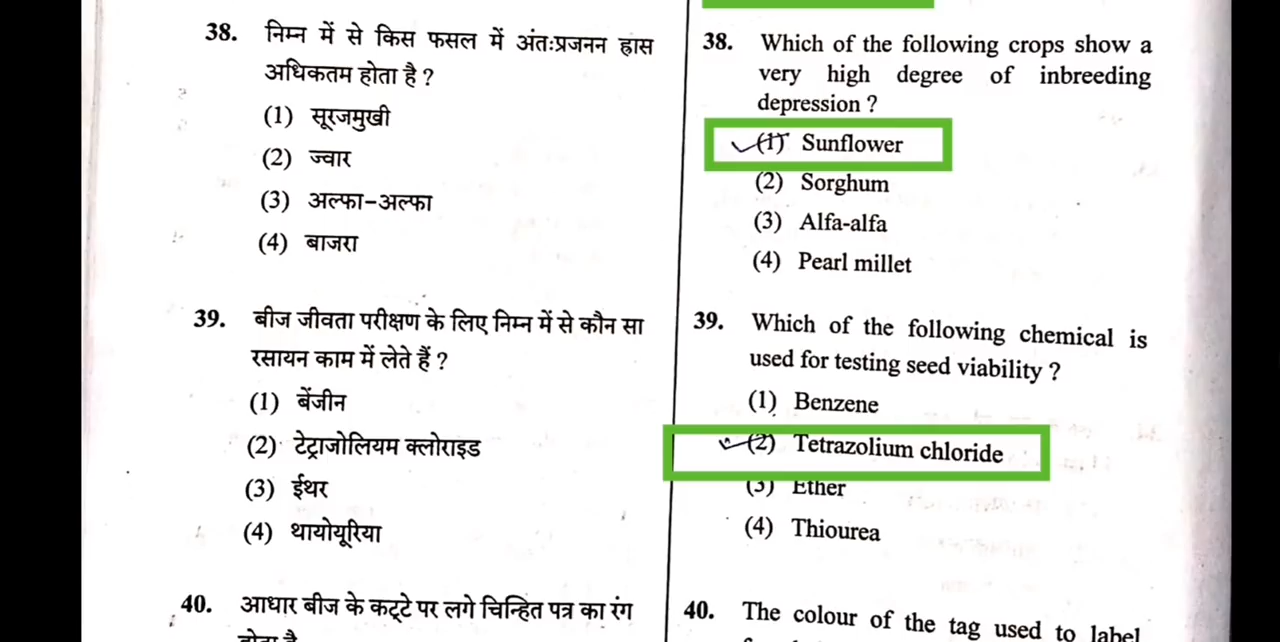 38. निम्न में से किस फसल में अंतःप्रजनन ह्रास
अधिकतम होता है ?
(1) सूरजमुखी
(2) ज्वार
(3) अल्फा-अल्फा
(4) बाजरा
39. बीज जीवता परीक्षण के लिए निम्न में से कौन सा
रसायन काम में लेते हैं ?
(1) बेंजीन
(2) टेट्राजोलियम क्लोराइड
(3) ईथर
(4) थायोयूरिया
40. आधार बीज के कट्टे पर लगे चिन्हित पत्र का रंग
होता है
38. Which of the following crops show a
very high degree of inbreeding
depression ?
(1) Sunflower
(2) Sorghum
(3) Alfa-alfa
(4) Pearl millet
39. Which of the following chemical is
used for testing seed viability ?
(1) Benzene
(2) Tetrazolium chloride
(3) Ether
(4) Thiourea
40. The colour of the tag used to label